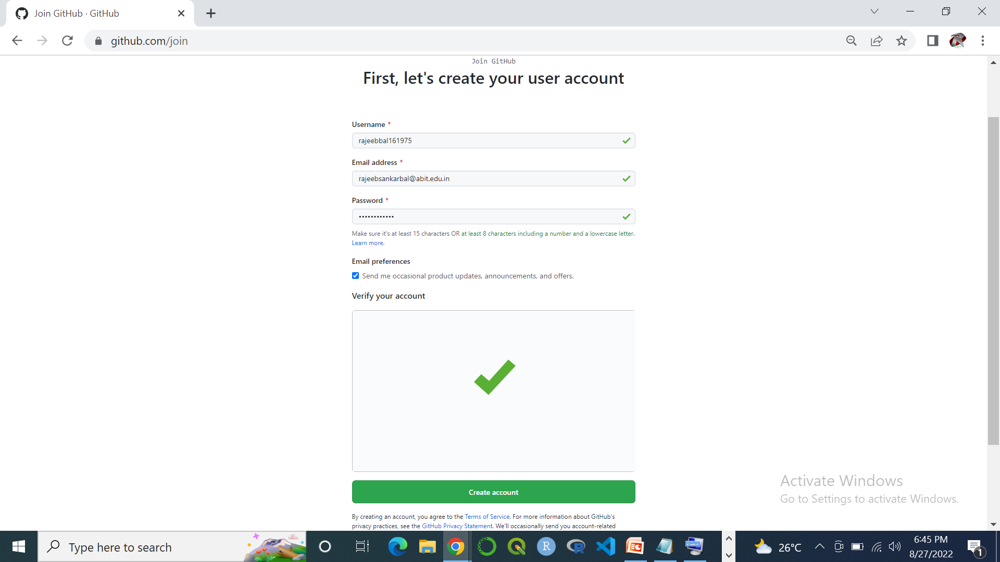 Join GitHub · GitHub
github.com/join
Join GitHub
First, let's create your user account
Username *
rajeebbal161975
Email address *
rajeebsankarbal@abit.edu.in
Password *
••••••••••••
Make sure it's at least 15 characters OR at least 8 characters including a number and a lowercase letter.
Learn more.
Email preferences
Send me occasional product updates, announcements, and offers.
Verify your account
Create account
Activate Windows
Go to Settings to activate Windows.
By creating an account, you agree to the Terms of Service. For more information about GitHub's
privacy practices, see the GitHub Privacy Statement. We'll occasionally send you account-related
Type here to search
R
R
26°C
6:45 PM
8/27/2022
1